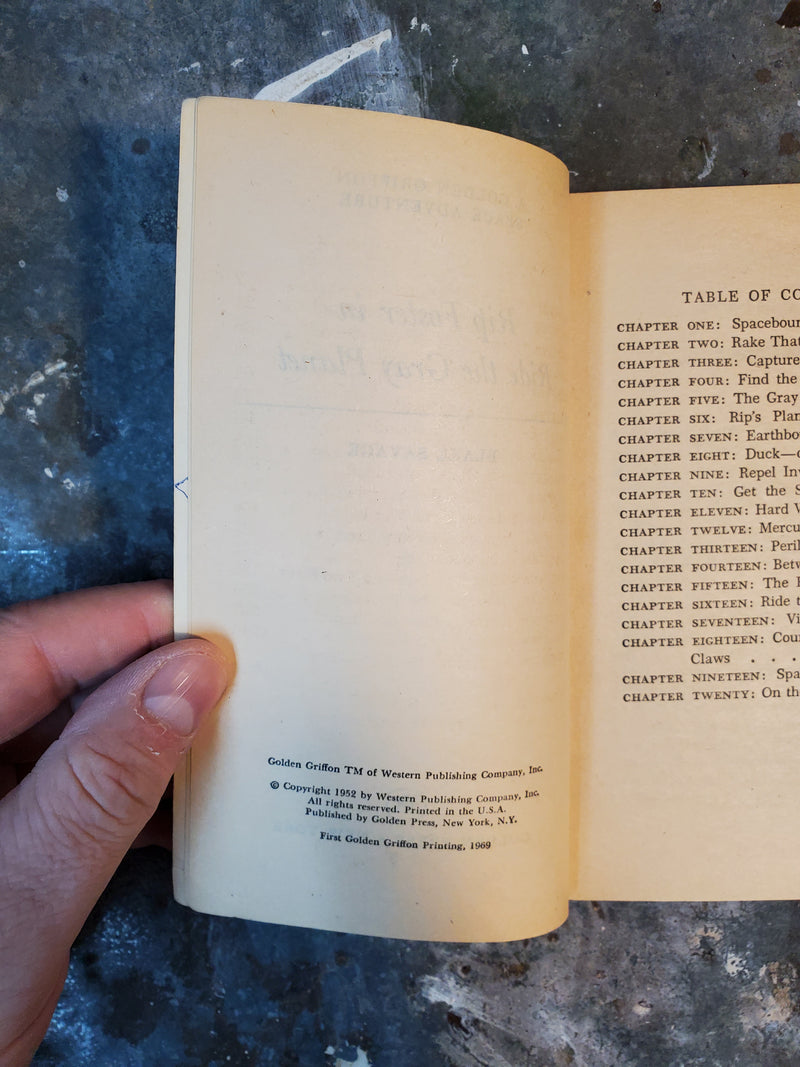 Golden Griffon TM of Western Publishing Company, Inc.
© Copyright 1952 by Western Publishing Company, Inc.
All rights reserved. Printed in the U.S.A.
Published by Golden Press, New York, N.Y.
First Golden Griffon Printing, 1969
TABLE OF CO
CHAPTER ONE: Spacebou
CHAPTER TWO: Rake That
CHAPTER THREE: Capture
CHAPTER FOUR: Find the
CHAPTER FIVE: The Gray
CHAPTER SIX: Rip's Plan
CHAPTER SEVEN: Earthbo
CHAPTER EIGHT: Duck—
CHAPTER NINE: Repel In
CHAPTER TEN: Get the S
CHAPTER ELEVEN: Hard
CHAPTER TWELVE: Mercu
CHAPTER THIRTEEN: Peril
CHAPTER FOURTEEN: Betw
CHAPTER FIFTEEN: The
CHAPTER SIXTEEN: Ride t
CHAPTER SEVENTEEN: Vi
CHAPTER EIGHTEEN: Cou
Claws . . .
CHAPTER NINETEEN: Spa
CHAPTER TWENTY: On th